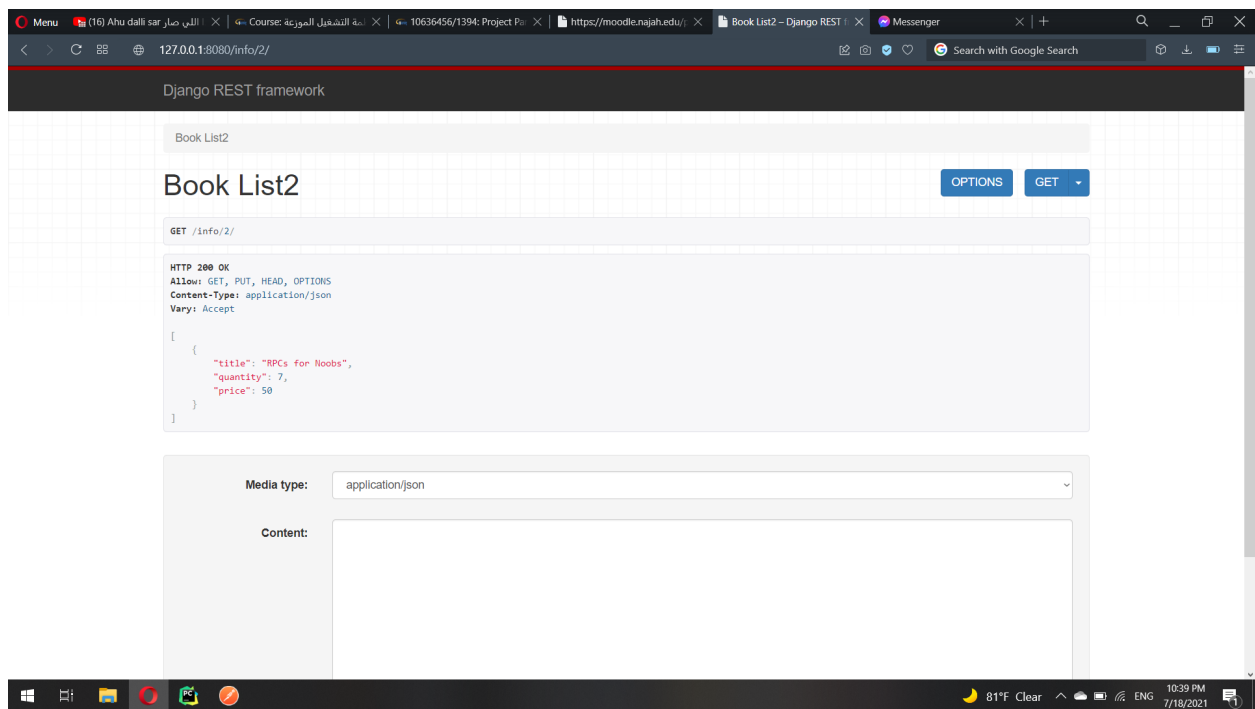 Menu
(16) Ahu dalli sar اللي صار
Course: أنظمة التشغيل الموزعة
10636456/1394: Project Par
https://moodle.najah.edu/p
Book List2 – Django REST f
Messenger
127.0.0.1:8080/info/2/
Search with Google Search
Django REST framework
Book List2
Book List2
OPTIONS
GET
GET /info/2/
HTTP 200 OK
Allow: GET, PUT, HEAD, OPTIONS
Content-Type: application/json
Vary: Accept
[
{
"title": "RPCs for Noobs",
"quantity": 7,
"price": 50
}
]
Media type:
application/json
Content:
PC
81°F Clear
ENG
10:39 PM
7/18/2021
1